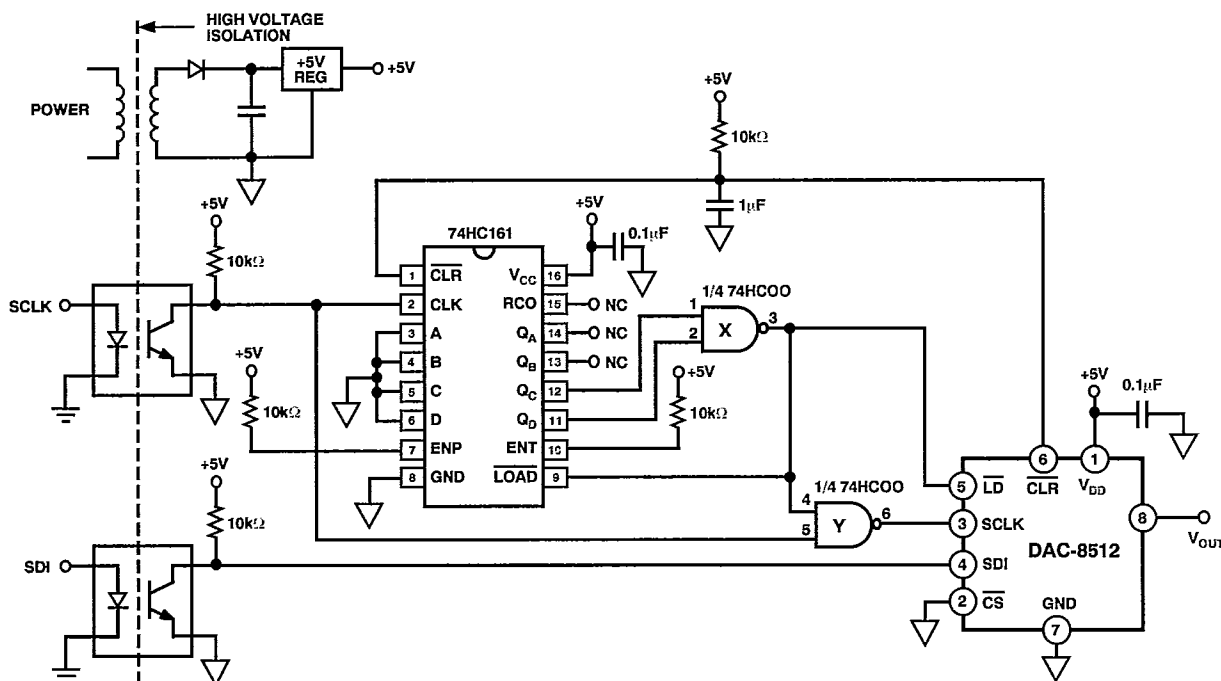 HIGH VOLTAGE
ISOLATION
POWER
+5V
REG
+5V
+5V
10kΩ
1µF
+5V
10kΩ
SCLK
+5V
10kΩ
74HC161
1 CLR
2 CLK
3 A
4 B
5 C
6 D
7 ENP
8 GND
VCC 16
RCO 15 NC
QA 14 NC
QB 13 NC
QC 12
QD 11
ENT 10
LOAD 9
+5V
0.1µF
1/4 74HCOO
1
2
X
3
+5V
10kΩ
1/4 74HCOO
4
5
Y
6
+5V
10kΩ
SDI
+5V
0.1µF
6 CLR
1 VDD
5 LD
3 SCLK
4 SDI
2 CS
DAC-8512
GND
7
8
VOUT